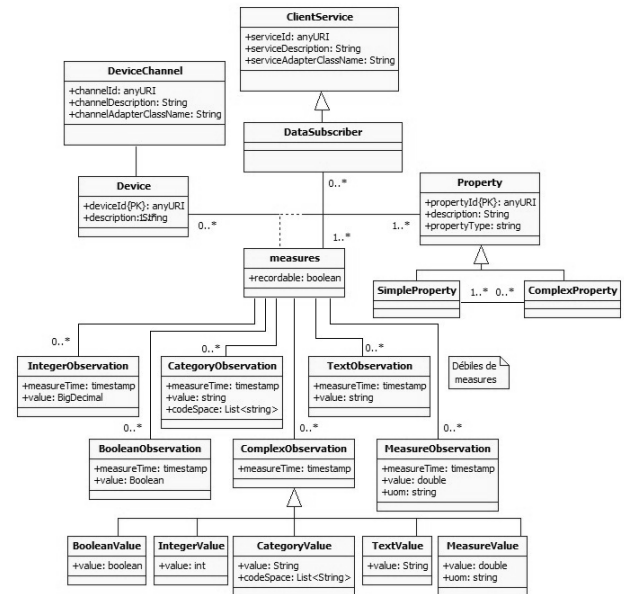 ClientService
+serviceId: anyURI
+serviceDescription: String
+serviceAdapterClassName: String
DeviceChannel
+channelId: anyURI
+channelDescription: String
+channelAdapterClassName: String
DataSubscriber
Device
+deviceId{PK}: anyURI
+description:
0..*
0..*
1..*
1..*
Property
+propertyId{PK}: anyURI
+description: String
+propertyType: string
measures
+recordable: boolean
SimpleProperty
1..*
0..*
ComplexProperty
0..*
IntegerObservation
+measureTime: timestamp
+value: BigDecimal
0..*
CategoryObservation
+measureTime: timestamp
+value: string
+codeSpace: List<string>
0..*
TextObservation
+measureTime: timestamp
+value: string
Débiles de
measures
0..*
BooleanObservation
+measureTime: timestamp
+value: Boolean
0..*
ComplexObservation
+measureTime: timestamp
0..*
MeasureObservation
+measureTime: timestamp
+value: double
+uom: string
BooleanValue
+value: boolean
IntegerValue
+value: int
CategoryValue
+value: String
+codeSpace: List<String>
TextValue
+value: String
MeasureValue
+value: double
+uom: string